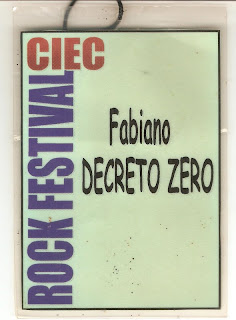 CIEC
ROCK FESTIVAL
Fabiano
DECRETO ZERO